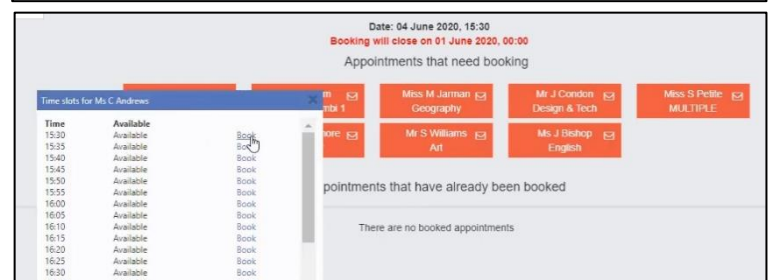 Date: 04 June 2020, 15:30
Booking will close on 01 June 2020, 00:00
Appointments that need booking
Miss M Jarman
Geography
Mr J Condon
Design & Tech
Miss S Petite
MULTIPLE
Mr S Williams
Art
Ms J Bishop
English
Time slots for Ms C Andrews
Time Available
15:30 Available Book
15:35 Available
15:40 Available Book
15:45 Available Book
15:50 Available Book
15:55 Available Book
16:00 Available Book
16:05 Available Book
16:10 Available Book
16:15 Available Book
16:20 Available Book
16:25 Available Book
16:30 Available Book
that have already been booked
There are no booked appointments